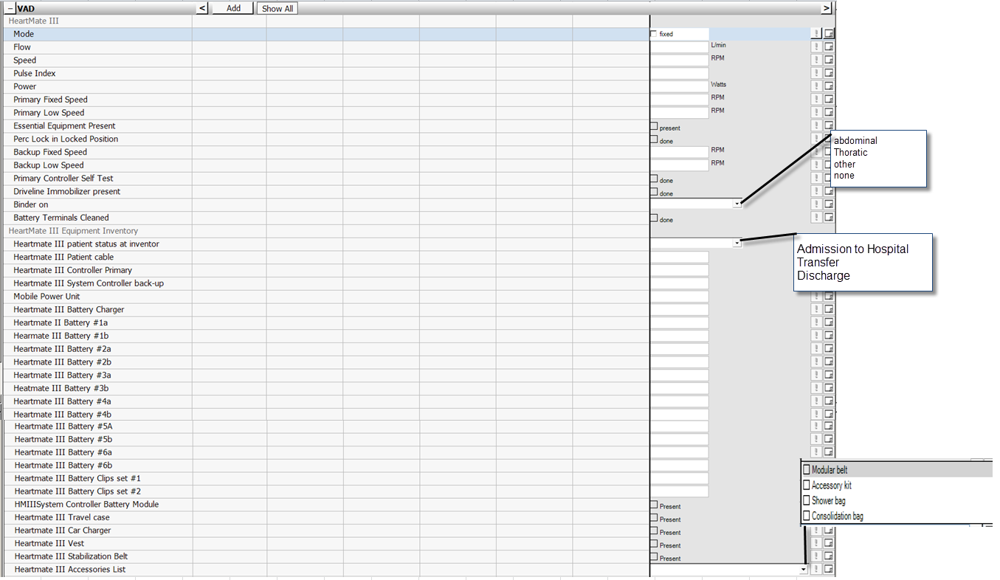 VAD < Add Show All >
HeartMate III
Mode fixed
Flow L/min
Speed RPM
Pulse Index
Power Watts
Primary Fixed Speed RPM
Primary Low Speed RPM
Essential Equipment Present present
Perc Lock in Locked Position done
abdominal
Thoratic
other
none
Backup Fixed Speed RPM
Backup Low Speed RPM
Primary Controller Self Test done
Driveline Immobilizer present done
Binder on
Battery Terminals Cleaned done
HeartMate III Equipment Inventory
Heartmate III patient status at inventor
Admission to Hospital
Transfer
Discharge
Heartmate III Patient cable
Heartmate III Controller Primary
Heartmate III System Controller back-up
Mobile Power Unit
Heartmate III Battery Charger
Heartmate II Battery #1a
Hearmate III Battery #1b
Heartmate III Battery #2a
Heartmate III Battery #2b
Heartmate III Battery #3a
Heatmate III Battery #3b
Heartmate III Battery #4a
Heartmate III Battery #4b
Heartmate III Battery #5A
Heartmate III Battery #5b
Heartmate III Battery #6a
Heartmate III Battery #6b
Heartmate III Battery Clips set #1
Heartmate III Battery Clips set #2
Modular belt
Accessory kit
Shower bag
Consolidation bag
HMIIISystem Controller Battery Module Present
Heartmate III Travel case Present
Heartmate III Car Charger Present
Heartmate III Vest Present
Heartmate III Stabilization Belt Present
Heartmate III Accessories List